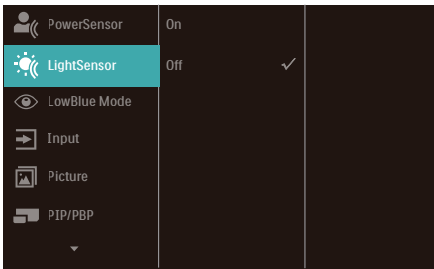 PowerSensor
On
LightSensor
Off
LowBlue Mode
Input
Picture
PIP/PBP